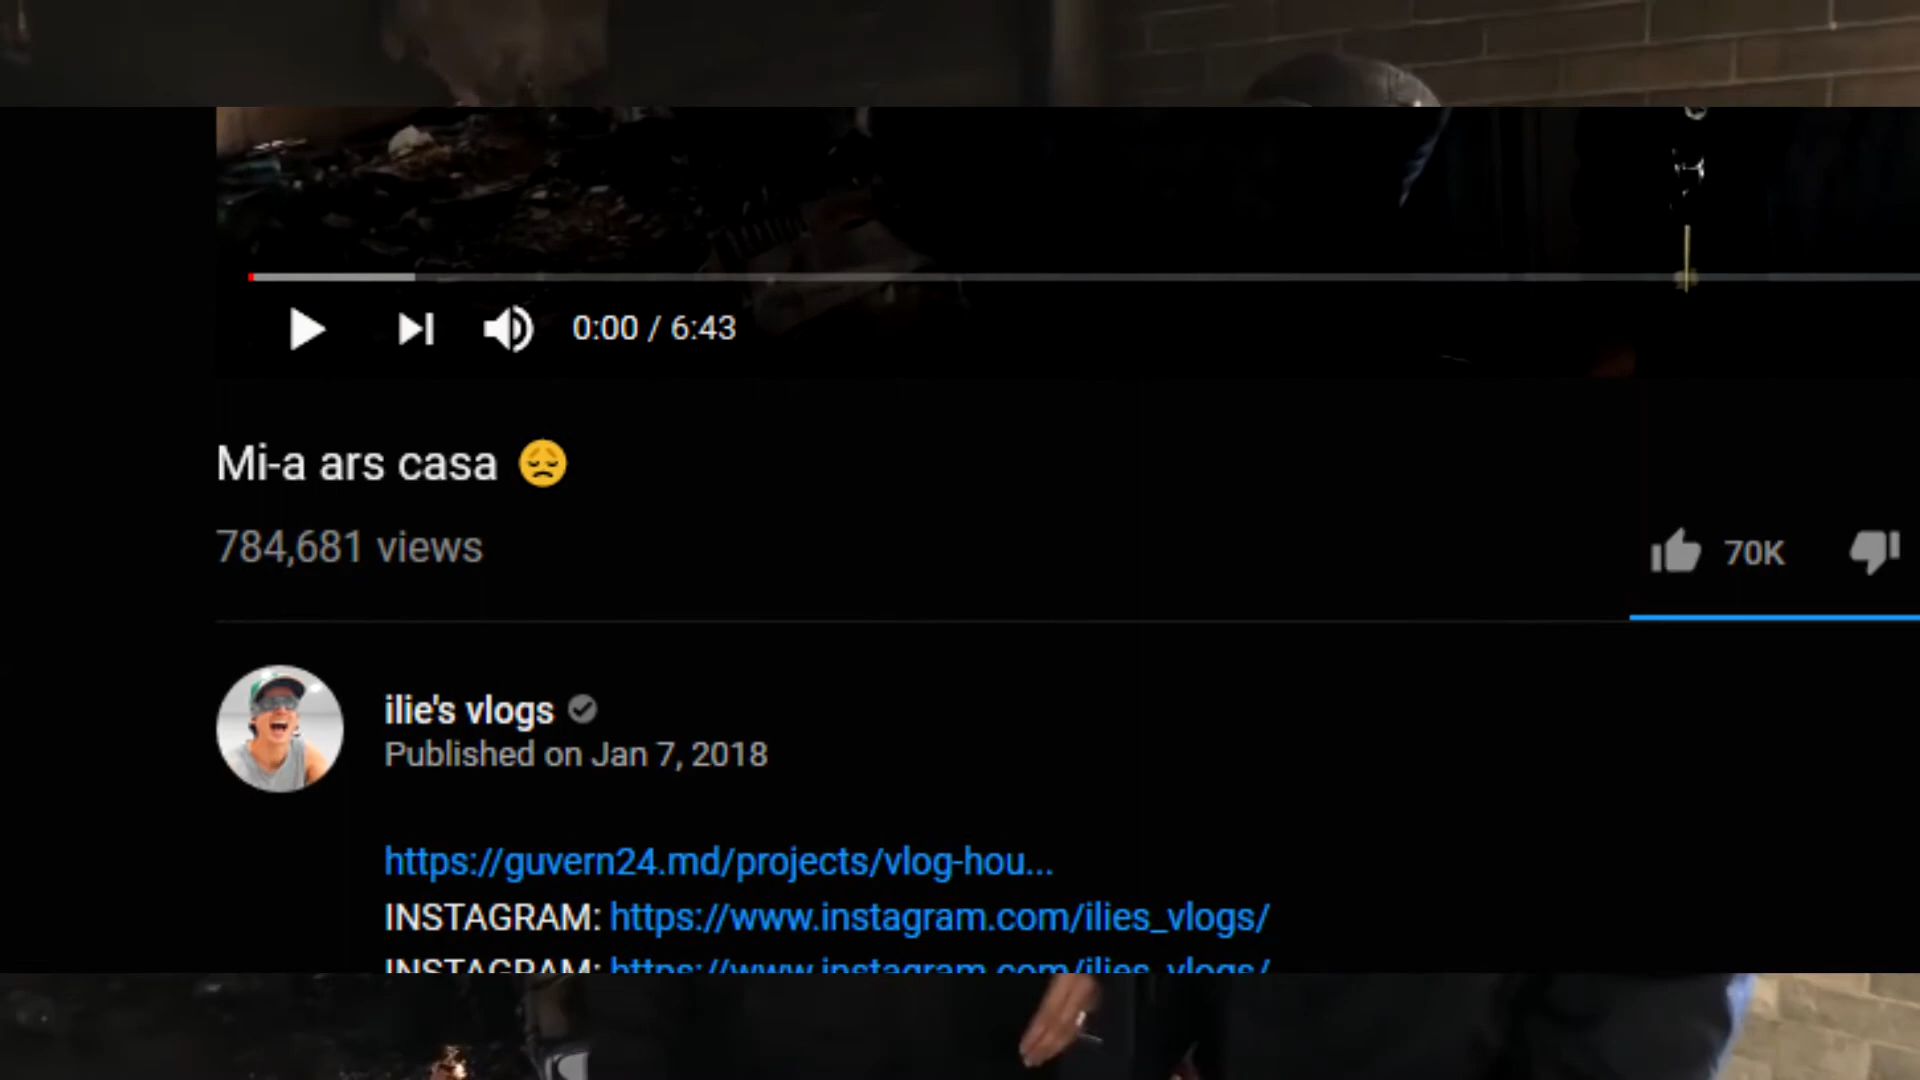 0:00 / 6:43
Mi-a ars casa 😞
784,681 views
70K
ilie's vlogs
Published on Jan 7, 2018
https://guvern24.md/projects/vlog-hou...
INSTAGRAM: https://www.instagram.com/ilies_vlogs/
INSTAGRAM: https://www.instagram.com/ilies_vlogs/